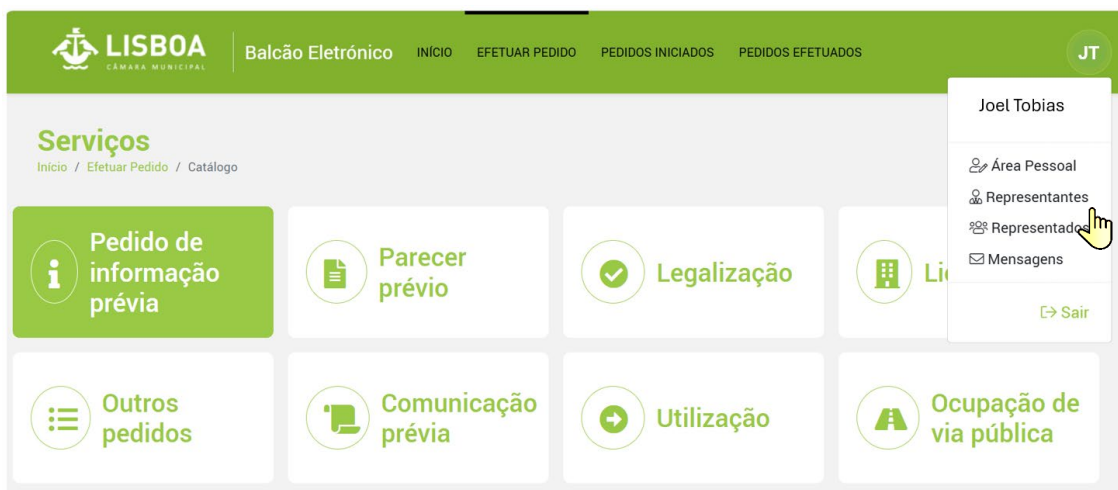 LISBOA
CÂMARA MUNICIPAL
Balcão Eletrónico
INÍCIO
EFETUAR PEDIDO
PEDIDOS INICIADOS
PEDIDOS EFETUADOS
JT
Joel Tobias
Área Pessoal
Representantes
Representados
Mensagens
Sair
Serviços
Início / Efetuar Pedido / Catálogo
Pedido de
informação
prévia
Parecer
prévio
Legalização
Outros
pedidos
Comunicação
prévia
Utilização
Ocupação de
via pública